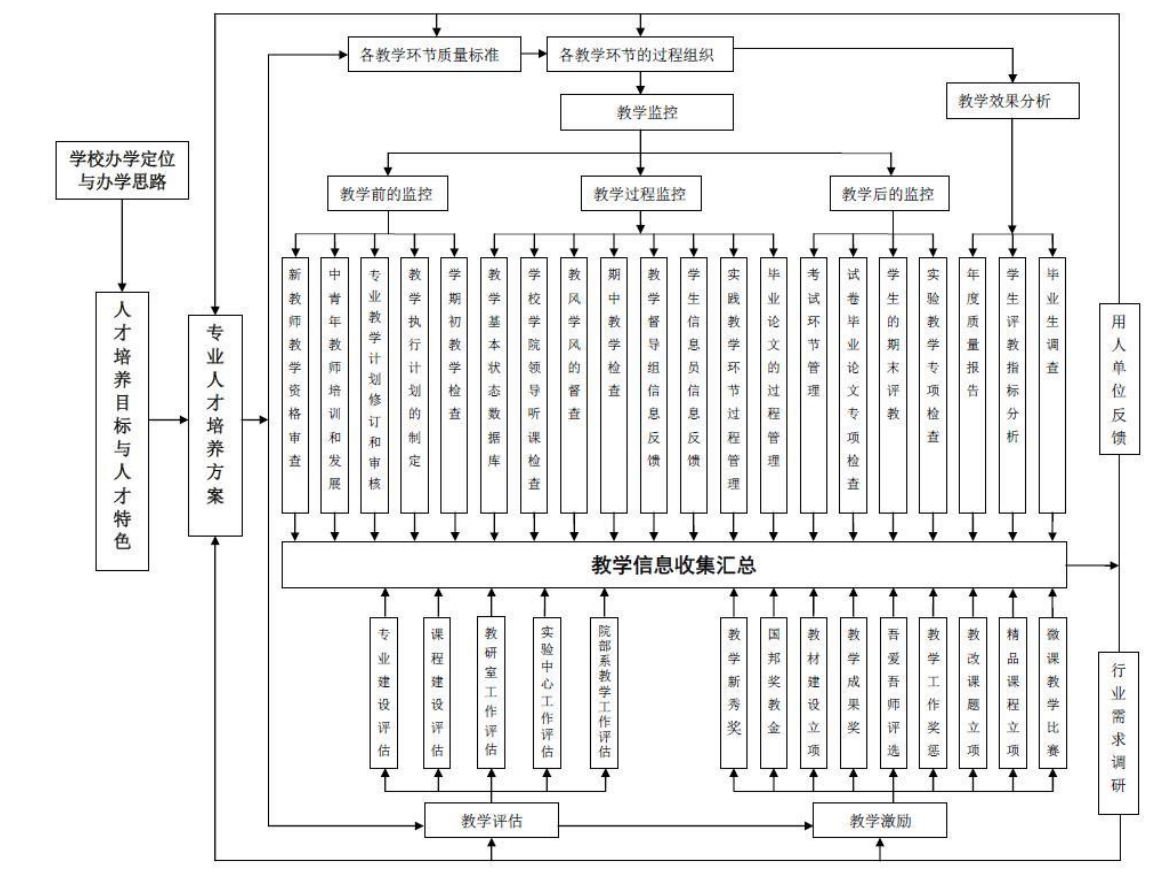 各教学环节质量标准
各教学环节的过程组织
教学效果分析
教学监控
学校办学定位
与办学思路
教学前的监控
教学过程监控
教学后的监控
人才培养目标与人才特色
专业人才培养方案
新教师教学资格审查
中青年教师培训和发展
专业教学计划修订和审核
教学执行计划的制定
学期初教学检查
教学基本状态数据库
学校学院领导听课检查
教风学风的督查
期中教学检查
教学督导组信息反馈
学生信息员信息反馈
实践教学环节过程管理
毕业论文的过程管理
考试环节管理
试卷毕业论文专项检查
学生的期末评教
实验教学专项检查
年度质量报告
学生评教指标分析
毕业生调查
用人单位反馈
教学信息收集汇总
专业建设评估
课程建设评估
教研室工作评估
实验中心工作评估
院部系教学工作评估
教学新秀奖
国邦奖教金
教材建设立项
教学成果奖
吾爱吾师评选
教学工作奖惩
教改课题立项
精品课程立项
微课教学比赛
行业需求调研
教学评估
教学激励